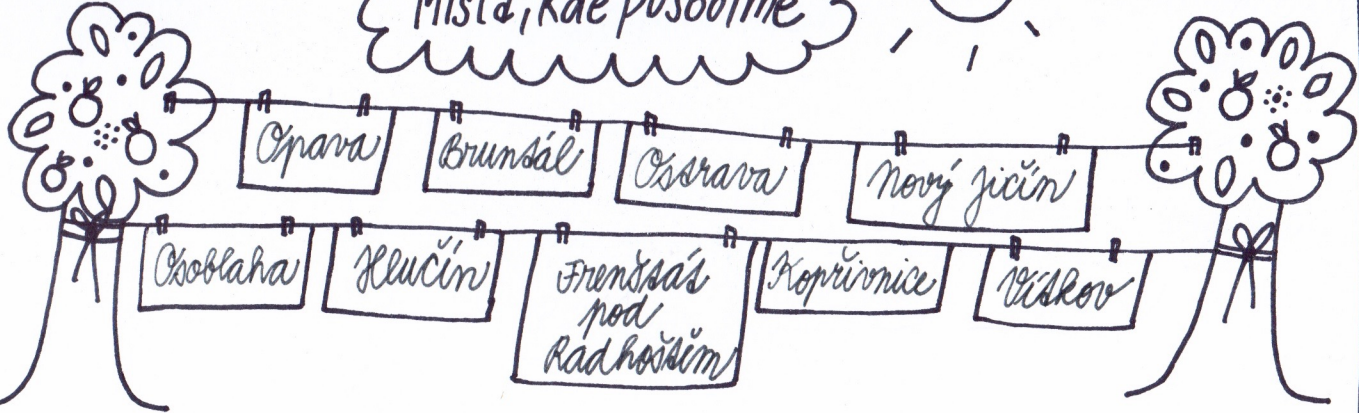 Místa, kde působíme
Opava
Bruntál
Ostrava
Nový Jičín
Osoblaha
Hlučín
Frenštát
pod
Radhoštěm
Kopřivnice
Vítkov